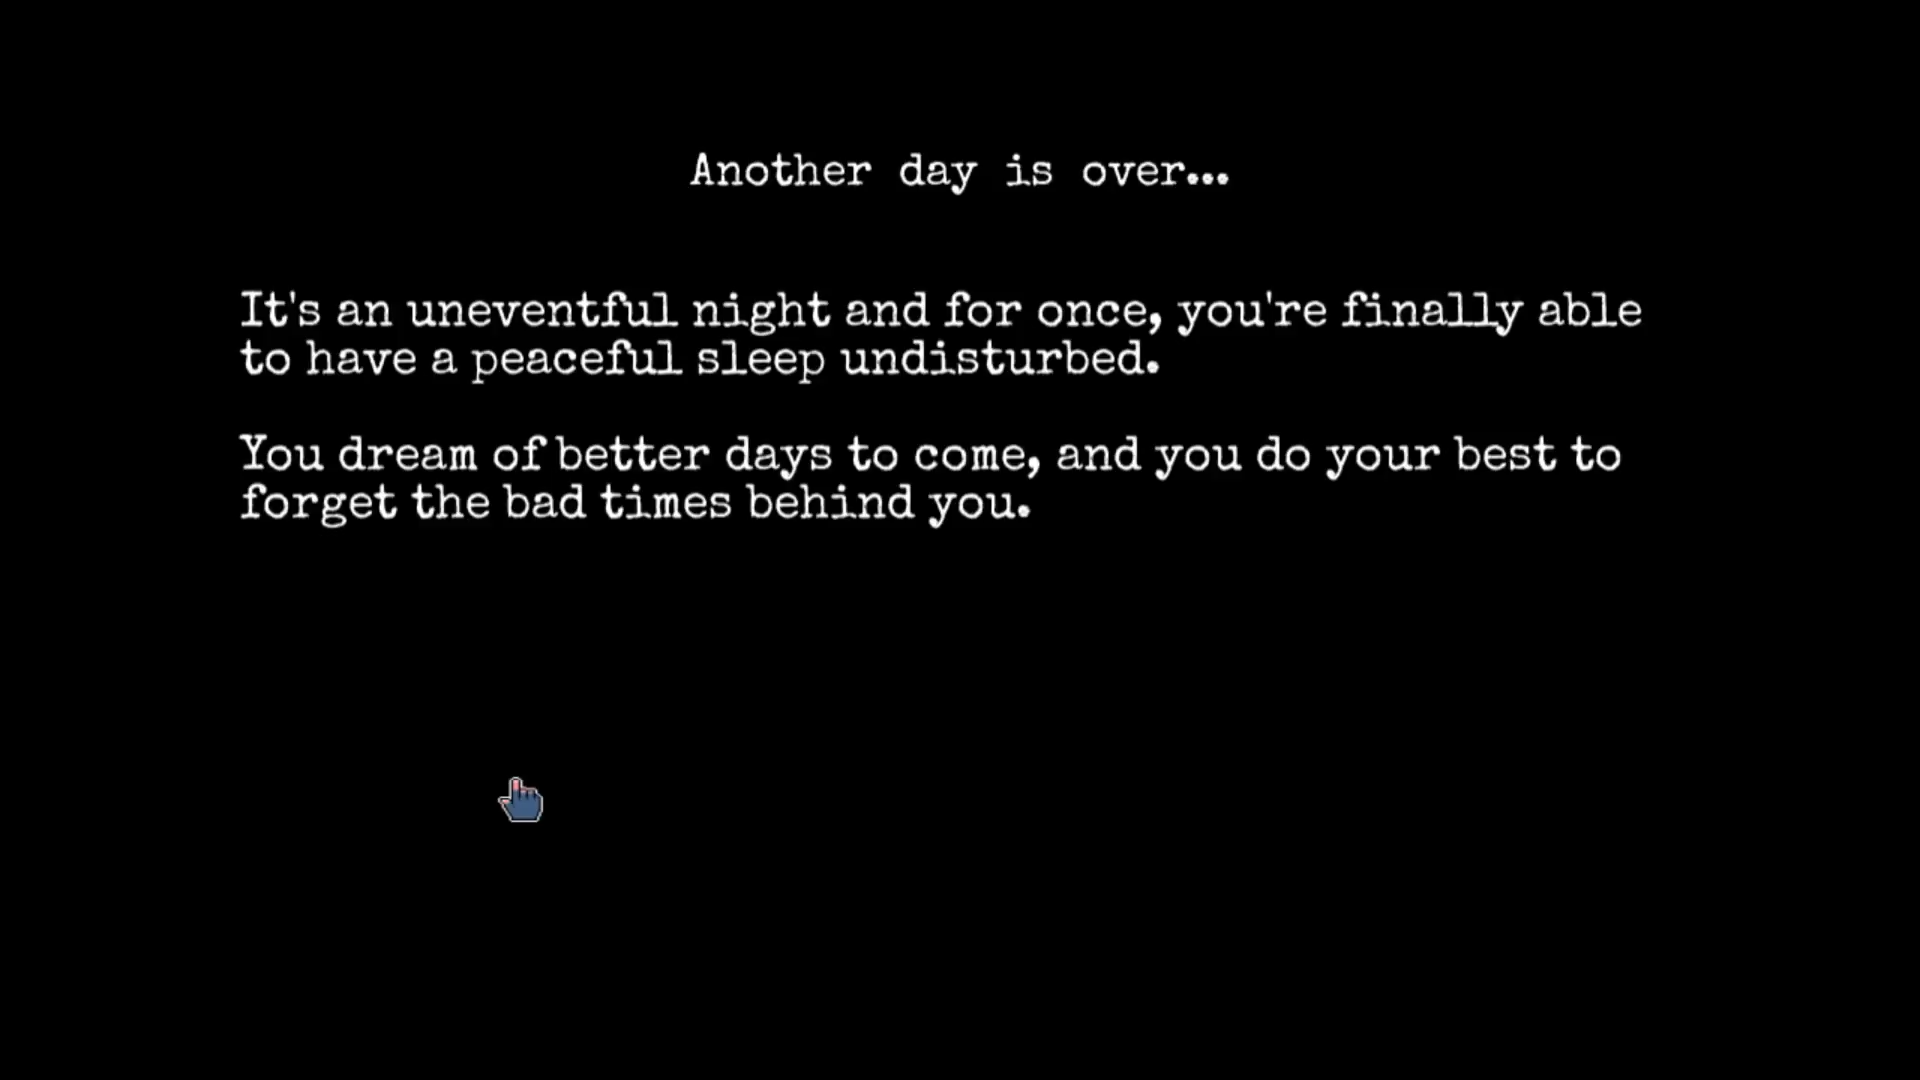 Another day is over...
It's an uneventful night and for once, you're finally able
to have a peaceful sleep undisturbed.
You dream of better days to come, and you do your best to
forget the bad times behind you.